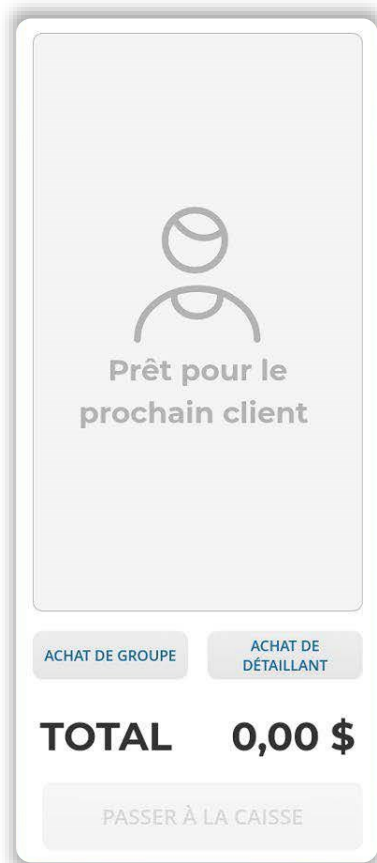 Prêt pour le
prochain client
ACHAT DE GROUPE
ACHAT DE
DÉTAILLANT
TOTAL 0,00 $
PASSER À LA CAISSE